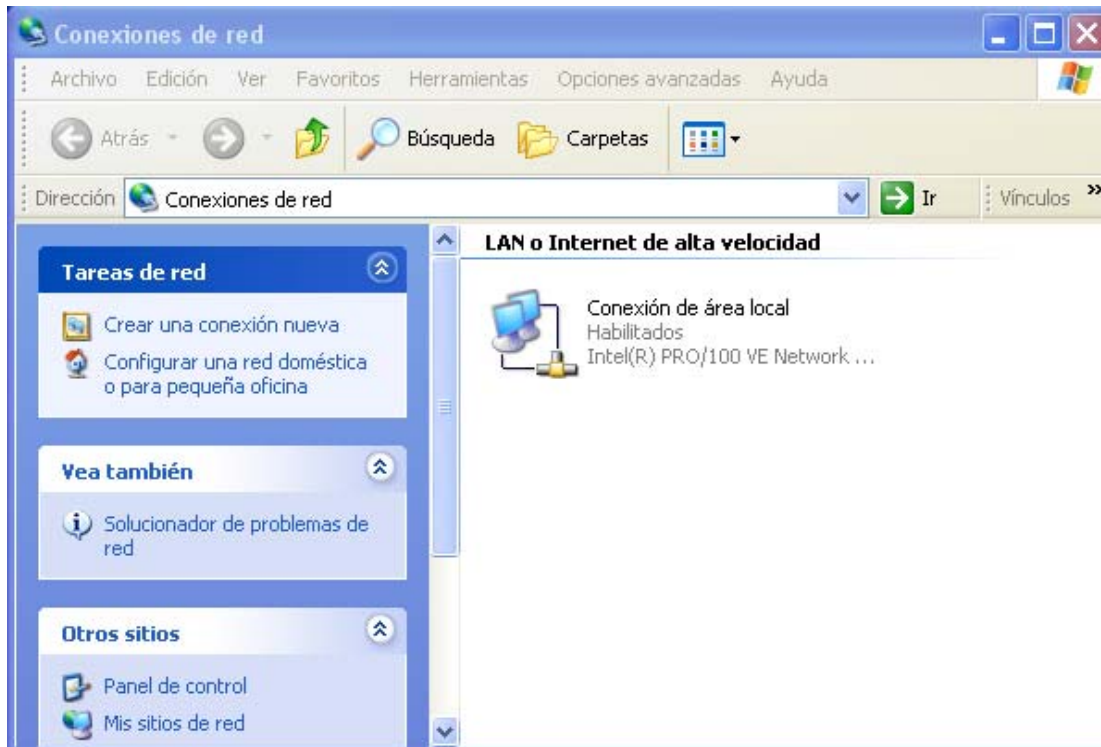 Conexiones de red
Archivo Edición Ver Favoritos Herramientas Opciones avanzadas Ayuda
Atrás Búsqueda Carpetas
Dirección Conexiones de red Ir Vínculos »
Tareas de red
Crear una conexión nueva
Configurar una red doméstica
o para pequeña oficina
Vea también
Solucionador de problemas de
red
Otros sitios
Panel de control
Mis sitios de red
LAN o Internet de alta velocidad
Conexión de área local
Habilitados
Intel(R) PRO/100 VE Network ...